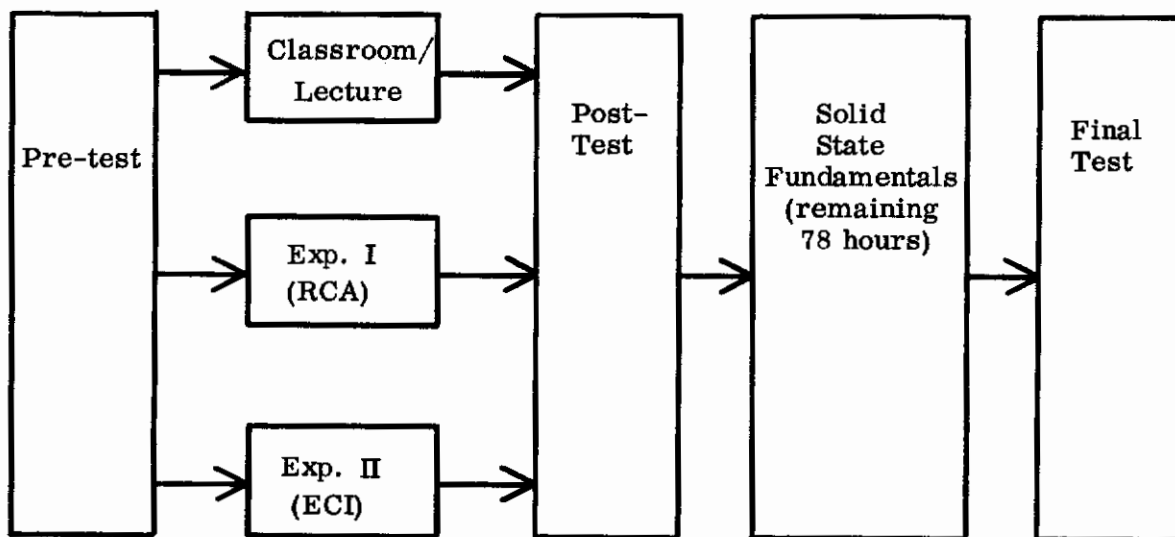 Pre-test
Classroom/
Lecture
Exp. I
(RCA)
Exp. II
(ECI)
Post-
Test
Solid
State
Fundamentals
(remaining
78 hours)
Final
Test